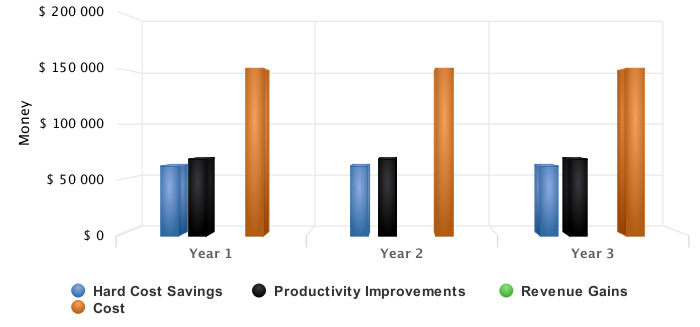 $ 200 000
$ 150 000
$ 100 000
$ 50 000
$ 0
Money
Year 1
Year 2
Year 3
Hard Cost Savings
Productivity Improvements
Revenue Gains
Cost